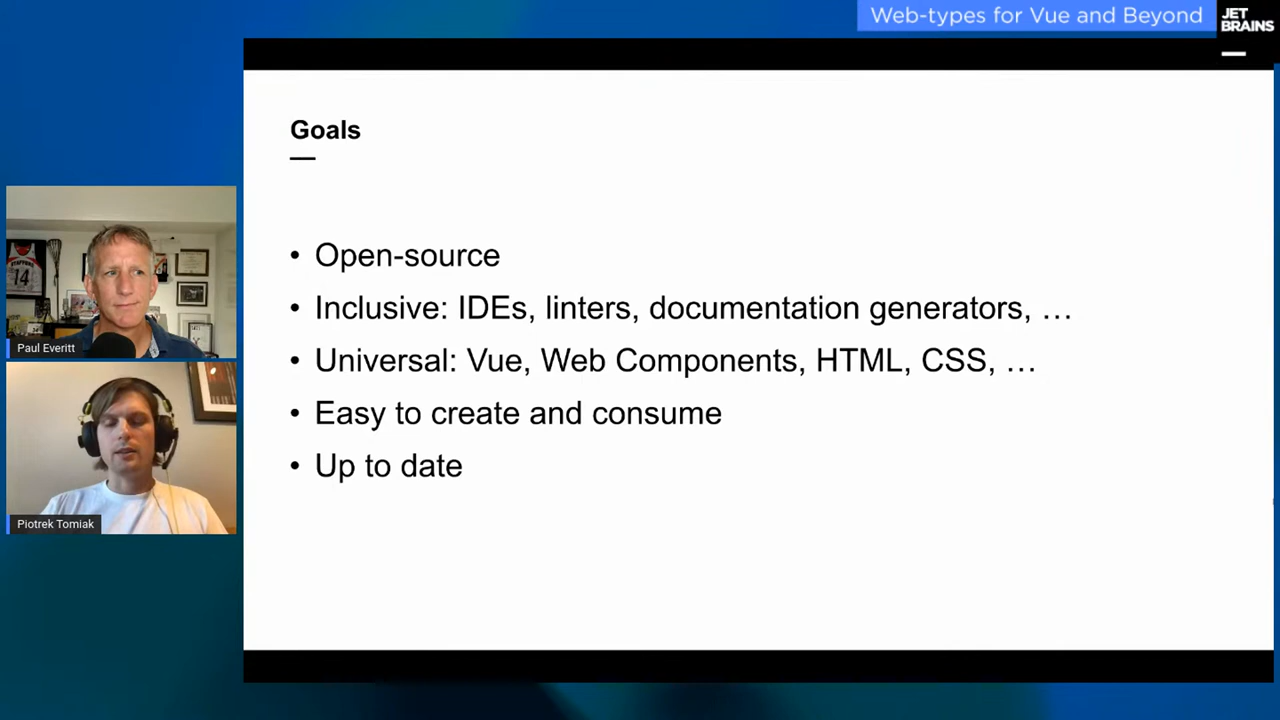 Web-types for Vue and Beyond
JET
BRAINS
Goals
• Open-source
• Inclusive: IDEs, linters, documentation generators, …
• Universal: Vue, Web Components, HTML, CSS, …
• Easy to create and consume
• Up to date
14
Paul Everitt
Piotrek Tomiak